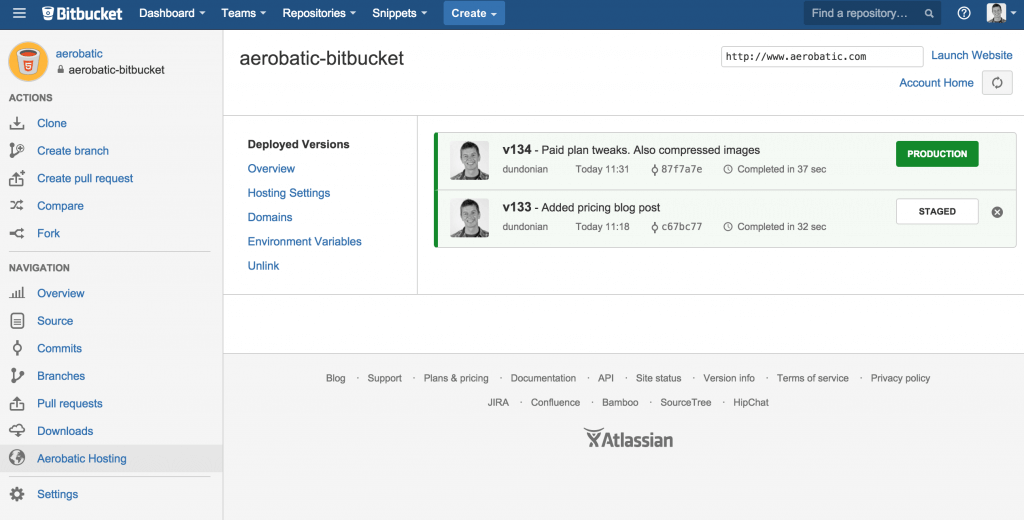 Bitbucket Dashboard Teams Repositories Snippets Create Find a repository...
aerobatic
aerobatic-bitbucket
ACTIONS
Clone
Create branch
Create pull request
Compare
Fork
NAVIGATION
Overview
Source
Commits
Branches
Pull requests
Downloads
Aerobatic Hosting
Settings
aerobatic-bitbucket
http://www.aerobatic.com Launch Website
Account Home
Deployed Versions
Overview
Hosting Settings
Domains
Environment Variables
Unlink
v134 - Paid plan tweaks. Also compressed images
dundonian Today 11:31 87f7a7e Completed in 37 sec
PRODUCTION
v133 - Added pricing blog post
dundonian Today 11:18 c67bc77 Completed in 32 sec
STAGED
Blog · Support · Plans & pricing · Documentation · API · Site status · Version info · Terms of service · Privacy policy
JIRA · Confluence · Bamboo · SourceTree · HipChat
Atlassian